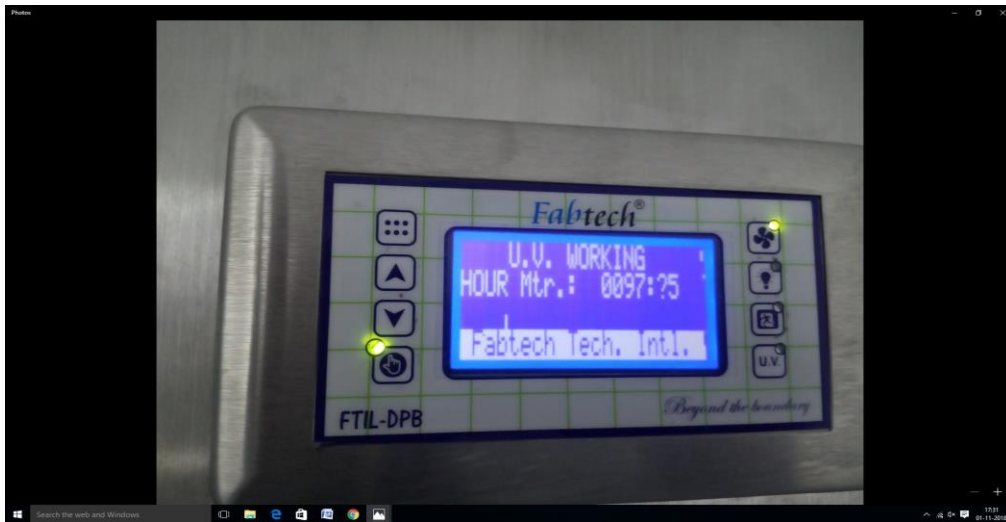 Photos
Fabtech®
U.V. WORKING
HOUR Mtr.: 0097:?5
Fabtech Tech. Intl.
U.V.
FTIL-DPB
Beyond the boundary
Search the web and Windows
17:31
01-11-2018